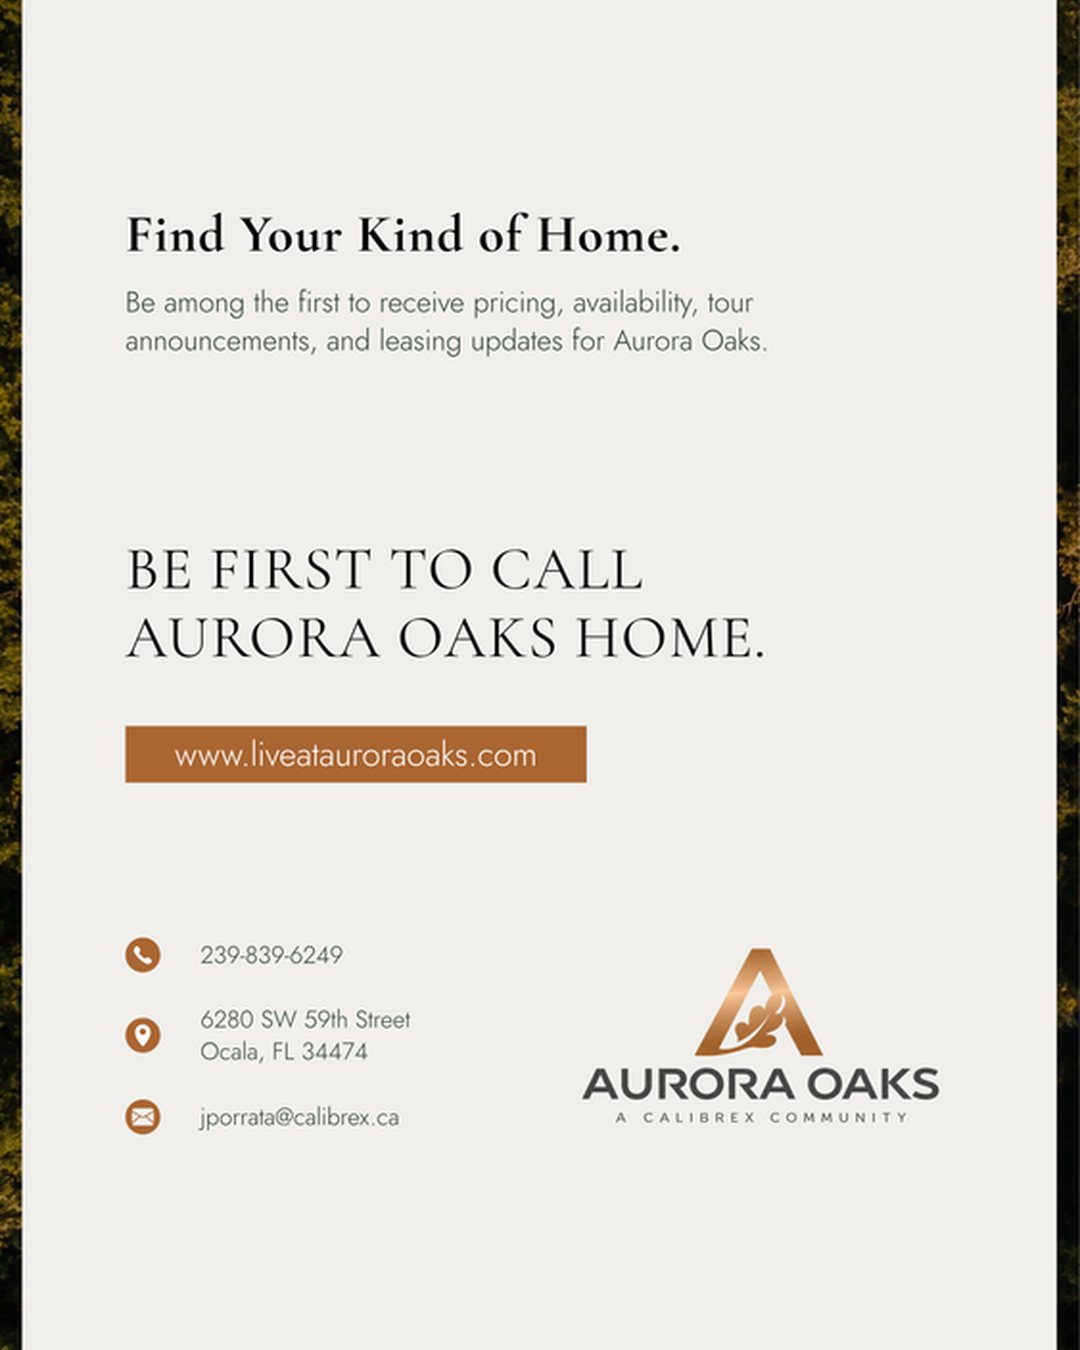 Find Your Kind of Home.
Be among the first to receive pricing, availability, tour
announcements, and leasing updates for Aurora Oaks.
BE FIRST TO CALL
AURORA OAKS HOME.
www.liveatauroraoaks.com
239-839-6249
6280 SW 59th Street
Ocala, FL 34474
jporrata@calibrex.ca
AURORA OAKS
A CALIBREX COMMUNITY